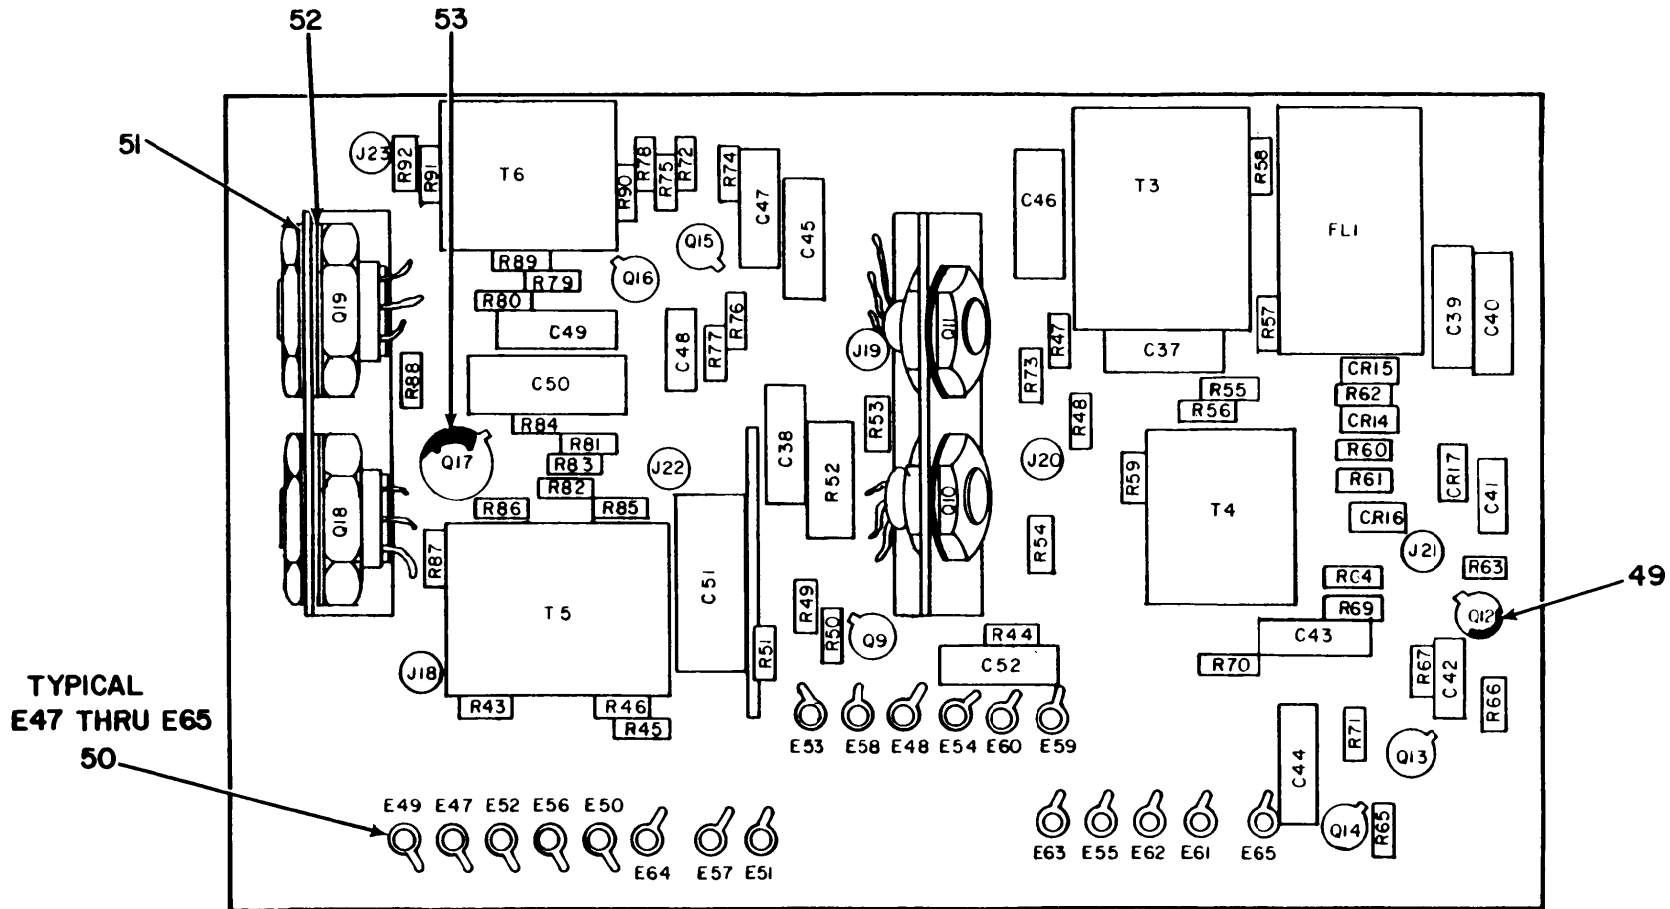 52
53
51
J23
R92
R91
T6
R90
R78
R75
R72
R74
C47
C45
C46
T3
R58
FL1
Q15
Q16
R89
R79
R80
C49
C48
R77
R76
Q19
R88
C50
R84
R81
R83
R82
Q17
J22
R86
R85
Q18
R87
T5
C51
J18
R43
R46
R45
J19
Q11
R53
C38
R52
Q10
R49
R50
Q9
R51
R44
C52
R73
R47
R48
J20
R54
C37
R57
R55
R56
R59
T4
C39
C40
CR15
R62
CR14
R60
R61
CR16
CR17
C41
J21
R63
RC4
R69
C43
R70
49
Q12
R67
C42
R66
R71
Q13
C44
Q14
R65
TYPICAL
E47 THRU E65
50
E53 E58 E48 E54 E60 E59
E49 E47 E52 E56 E50
E64 E57 E51
E63 E55 E62 E61 E65